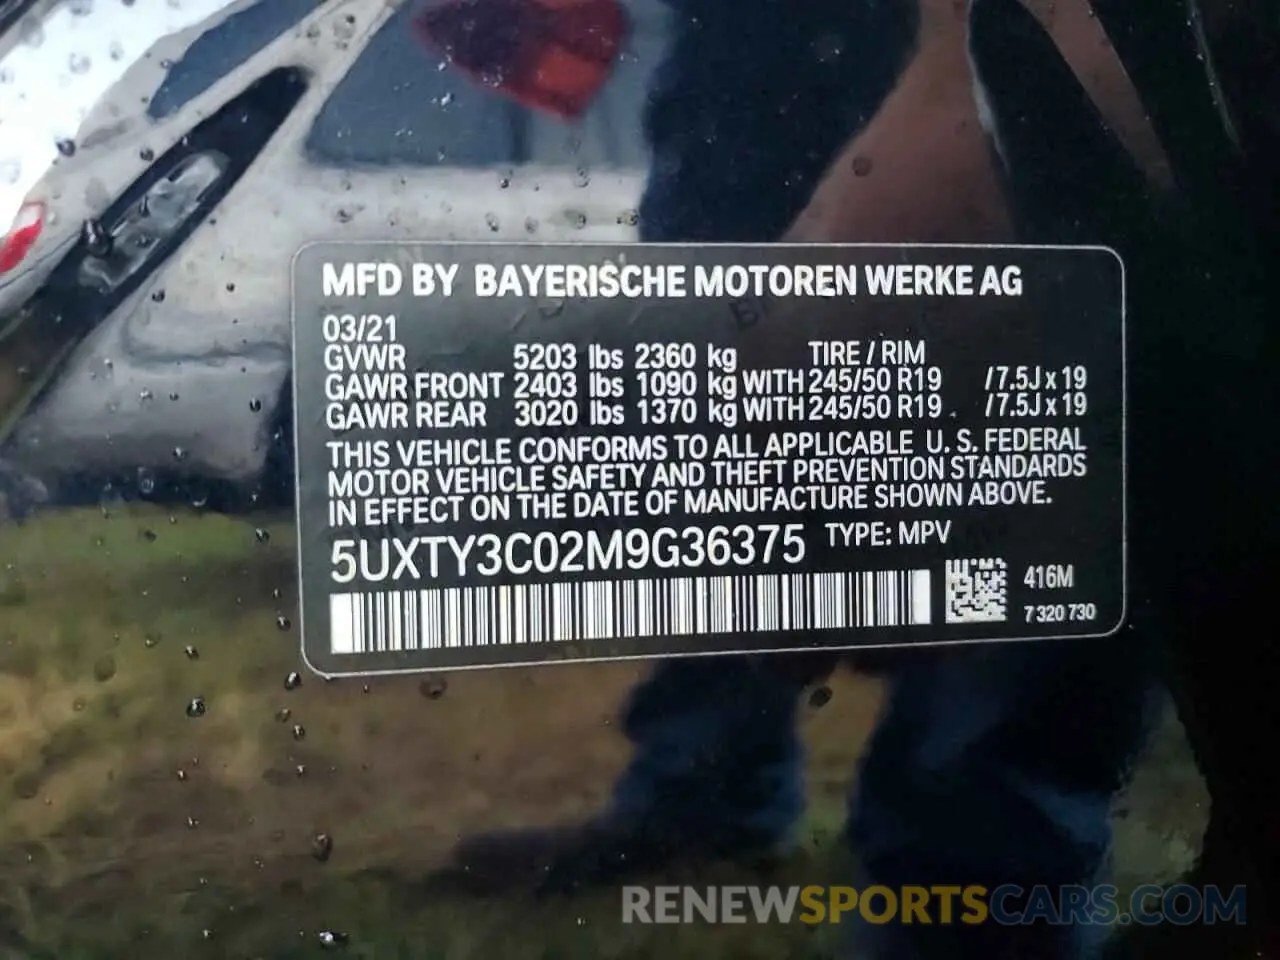 MFD BY BAYERISCHE MOTOREN WERKE AG
03/21
GVWR 5203 lbs 2360 kg TIRE / RIM
GAWR FRONT 2403 lbs 1090 kg WITH 245/50 R19 /7.5J x 19
GAWR REAR 3020 lbs 1370 kg WITH 245/50 R19 /7.5J x 19
THIS VEHICLE CONFORMS TO ALL APPLICABLE U. S. FEDERAL
MOTOR VEHICLE SAFETY AND THEFT PREVENTION STANDARDS
IN EFFECT ON THE DATE OF MANUFACTURE SHOWN ABOVE.
5UXTY3C02M9G36375 TYPE: MPV
416M
7 320 730
RENEWSPORTSCARS.COM